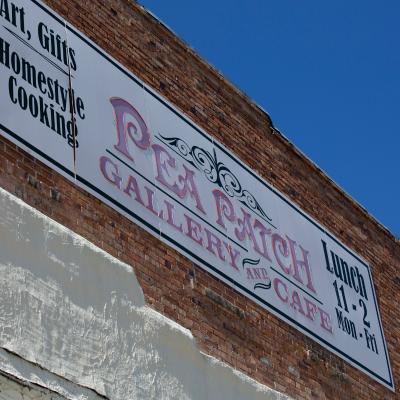 Art, Gifts
Homestyle
Cooking
PEA PATCH
GALLERY AND CAFE
Lunch
11 - 2
Mon - Fri